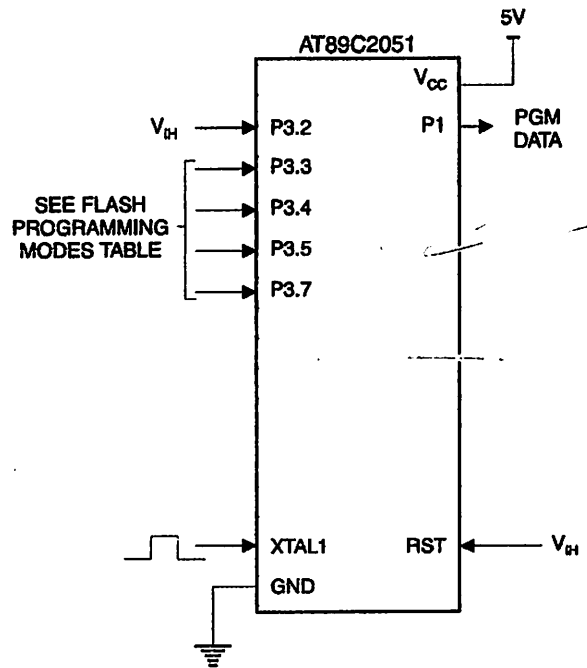 5V
AT89C2051
VCC
VIH P3.2 P1 PGM
DATA
P3.3
SEE FLASH
PROGRAMMING
MODES TABLE
P3.4
P3.5
P3.7
XTAL1 RST VIH
GND